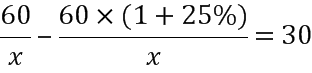 60/x − 60 × (1 + 25%)/x = 30